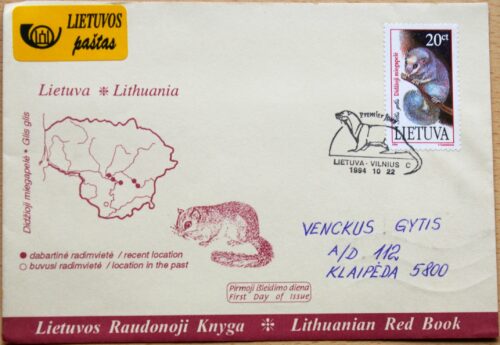 LIETUVOS
paštas
Lietuva ❋ Lithuania
Didžioji miegapelė • Glis glis
20ct
Didžioji miegapelė
Glis glis
LIETUVA
Premier Jour
LIETUVA - VILNIUS C
1994 10 22
dabartinė radimvietė / recent location
buvusi radimvietė / location in the past
VENCKUS GYTIS
A/D 112
KLAIPĖDA 5800
Pirmoji išleidimo diena
First Day of Issue
Lietuvos Raudonoji Knyga ❋ Lithuanian Red Book